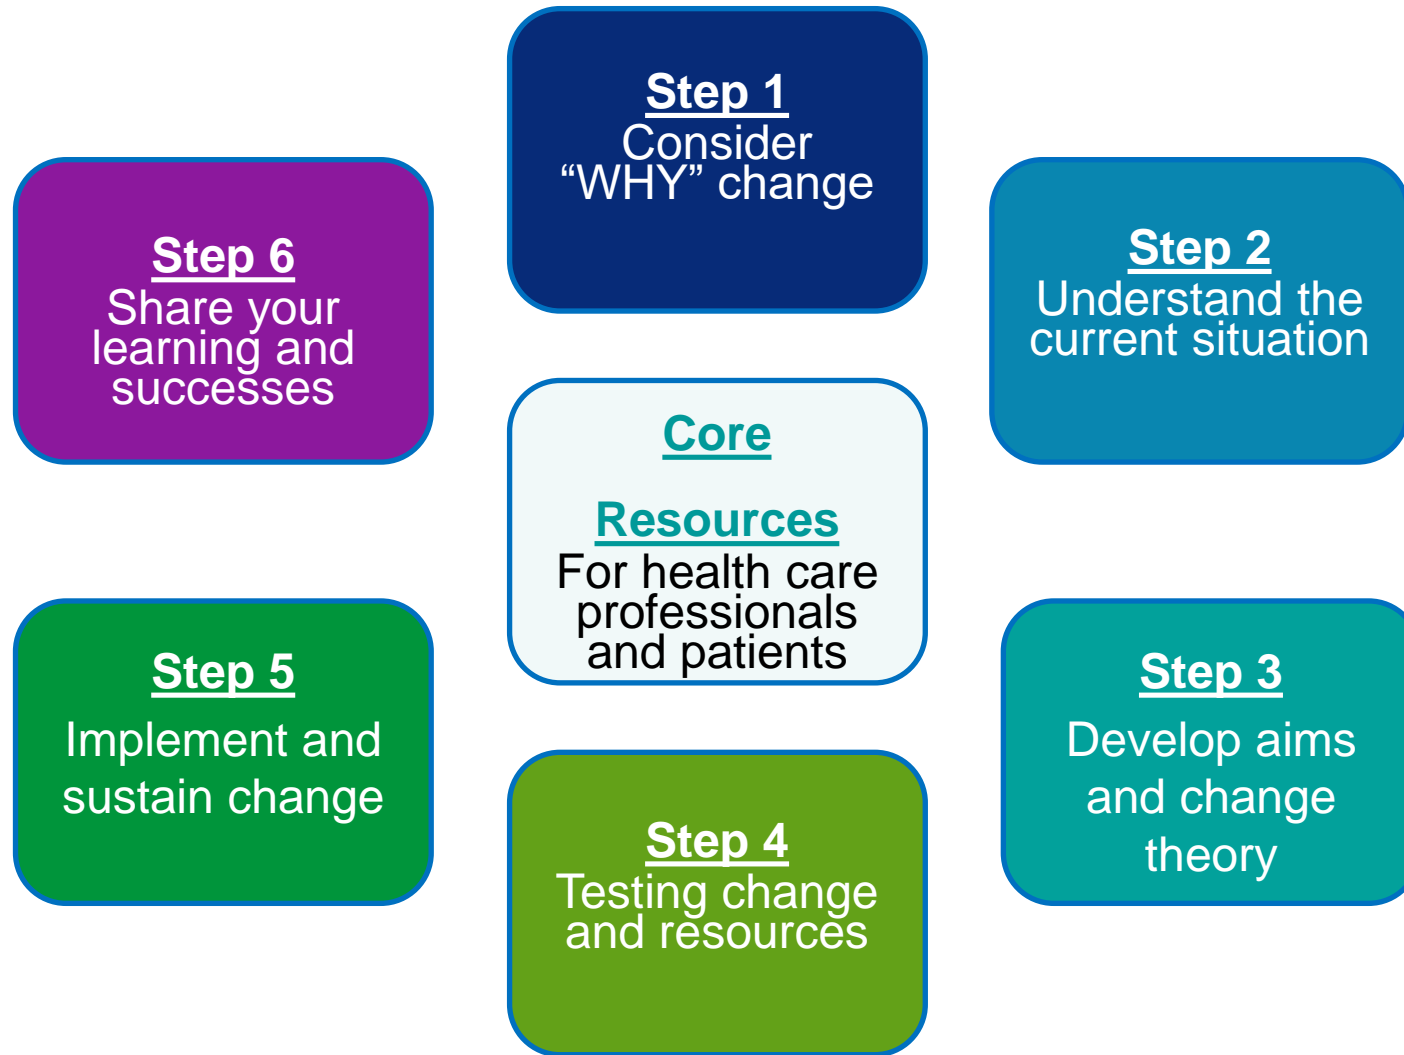 Step 1
Consider
“WHY” change
Step 2
Understand the
current situation
Step 3
Develop aims
and change
theory
Step 4
Testing change
and resources
Step 5
Implement and
sustain change
Step 6
Share your
learning and
successes
Core
Resources
For health care
professionals
and patients